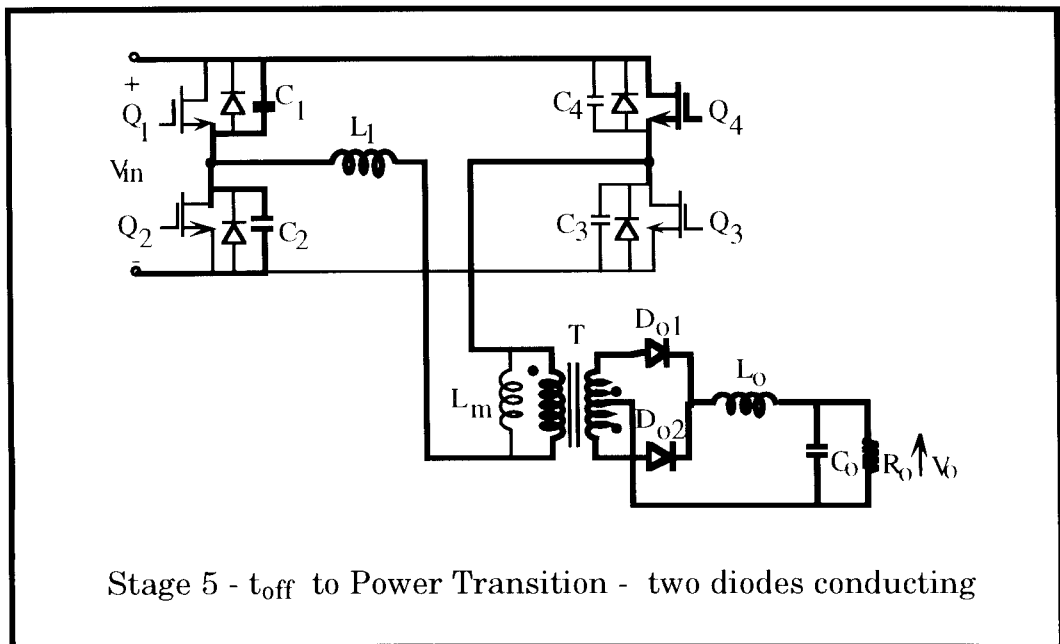 +
Q1 C1 C4 Q4
L1
Vin
Q2 C2 C3 Q3
-
T Do1
Lo
Lm Do2
Co Ro Vo
Stage 5 - toff to Power Transition - two diodes conducting